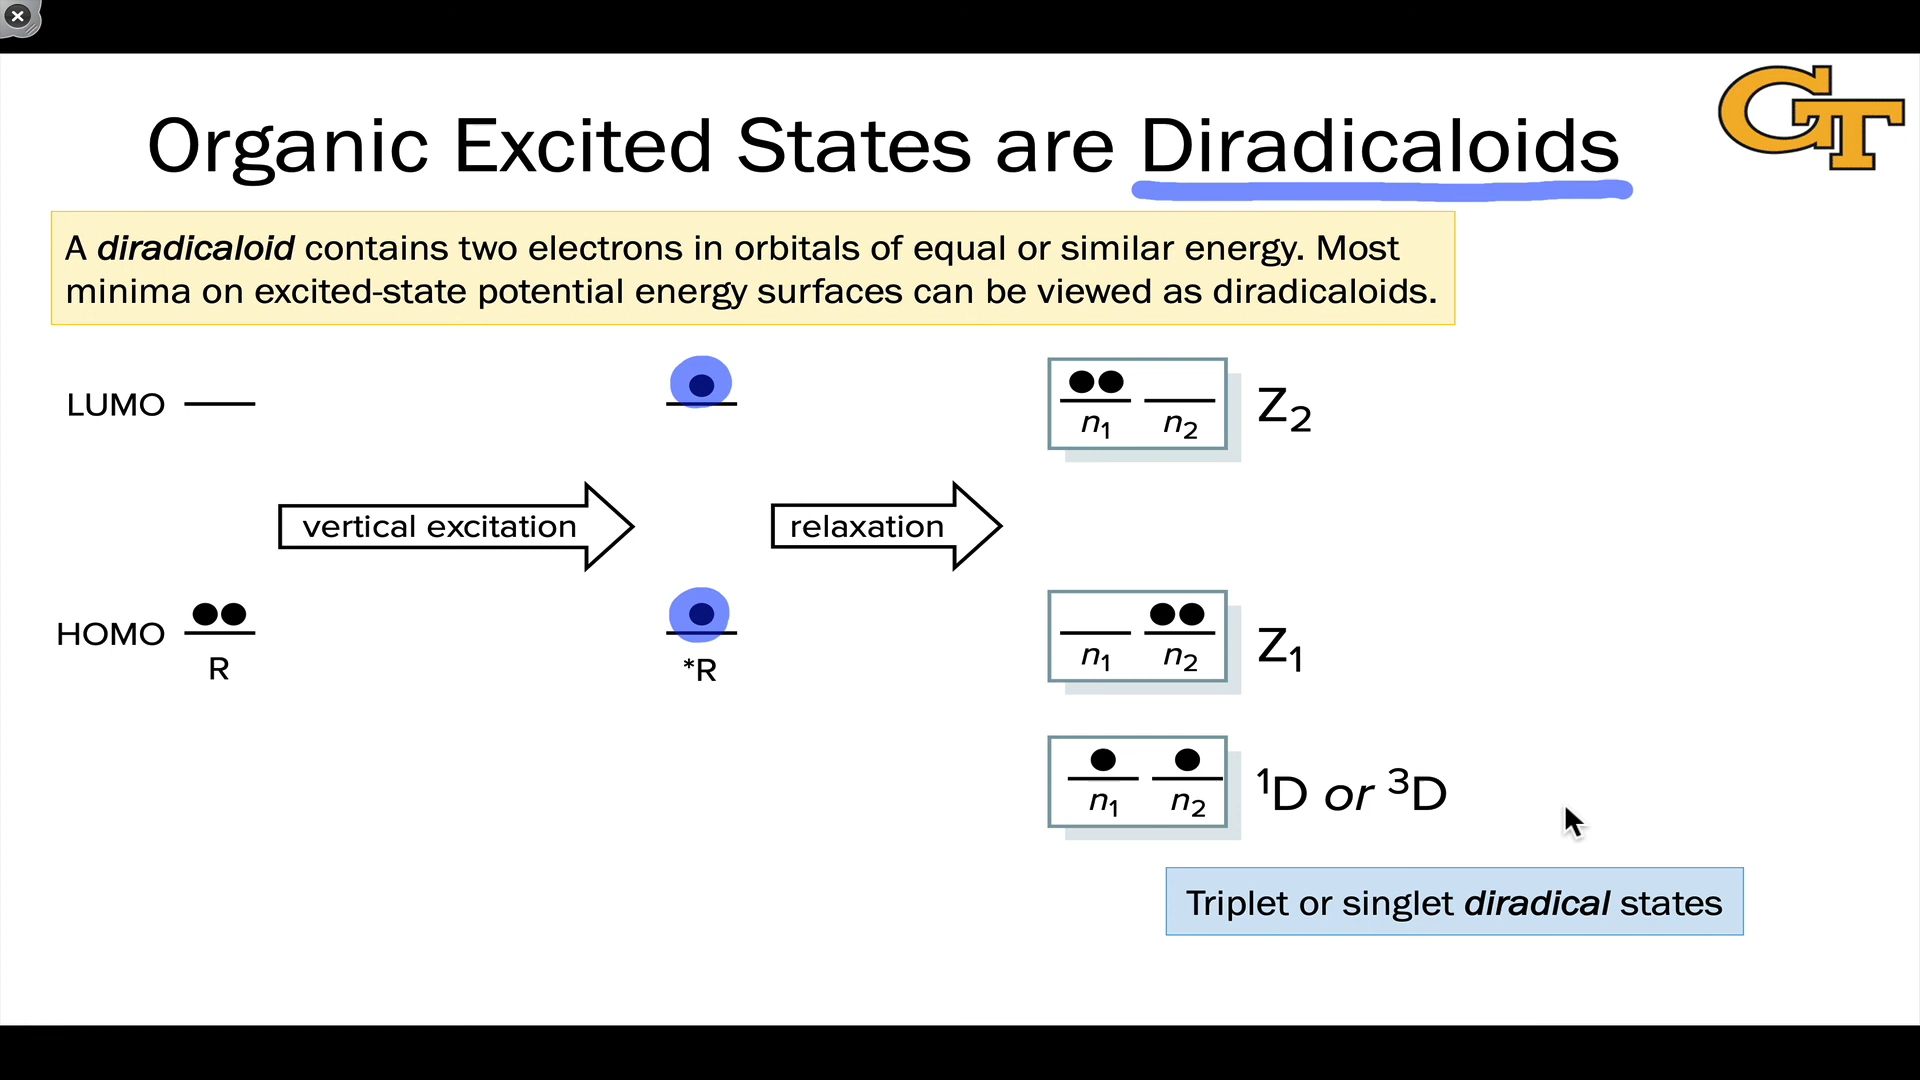 GT
Organic Excited States are Diradicaloids
A diradicaloid contains two electrons in orbitals of equal or similar energy. Most
minima on excited-state potential energy surfaces can be viewed as diradicaloids.
LUMO
n₁ n₂ Z₂
vertical excitation
relaxation
HOMO
R
*R
n₁ n₂ Z₁
n₁ n₂ ¹D or ³D
Triplet or singlet diradical states